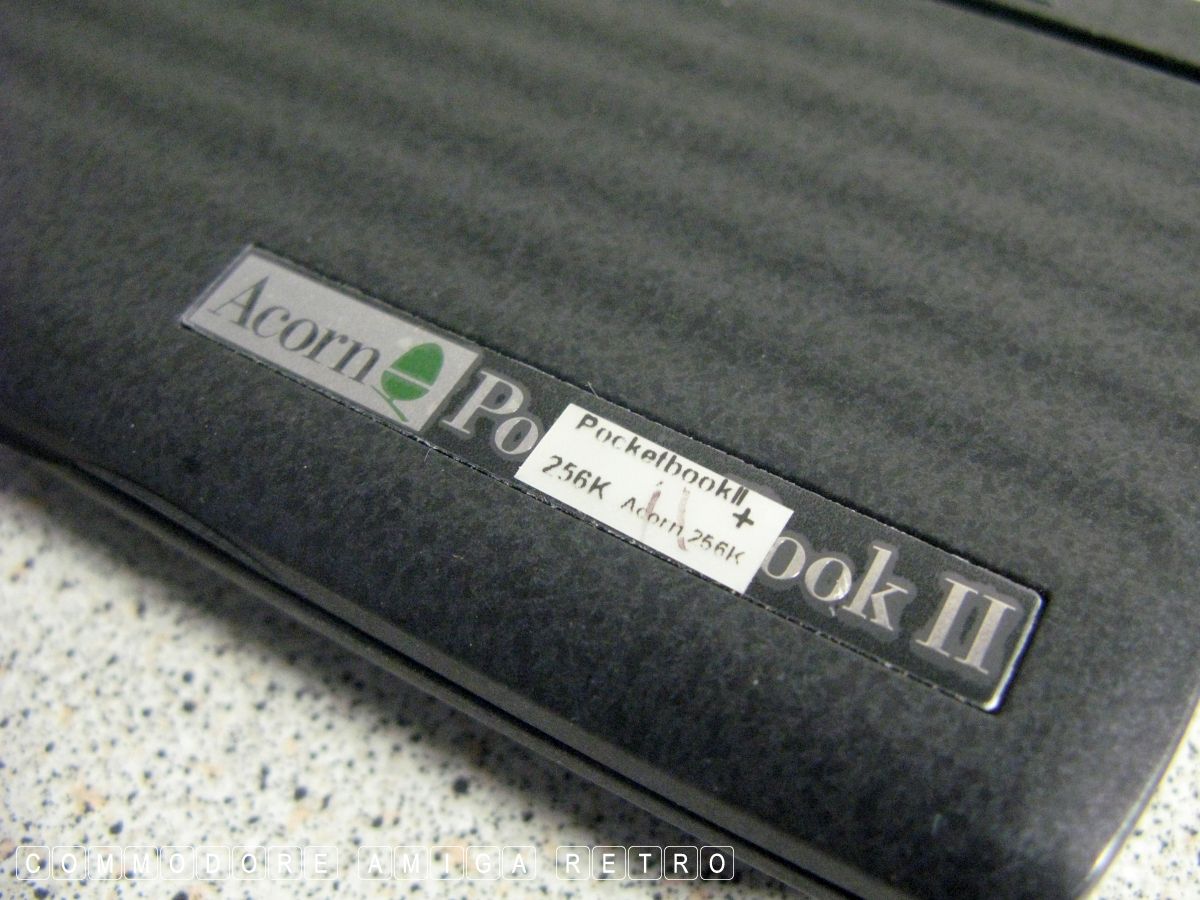 Acorn
Po ook II
PocketbookII
256K +
Acorn 256K
COMMODORE AMIGA RETRO